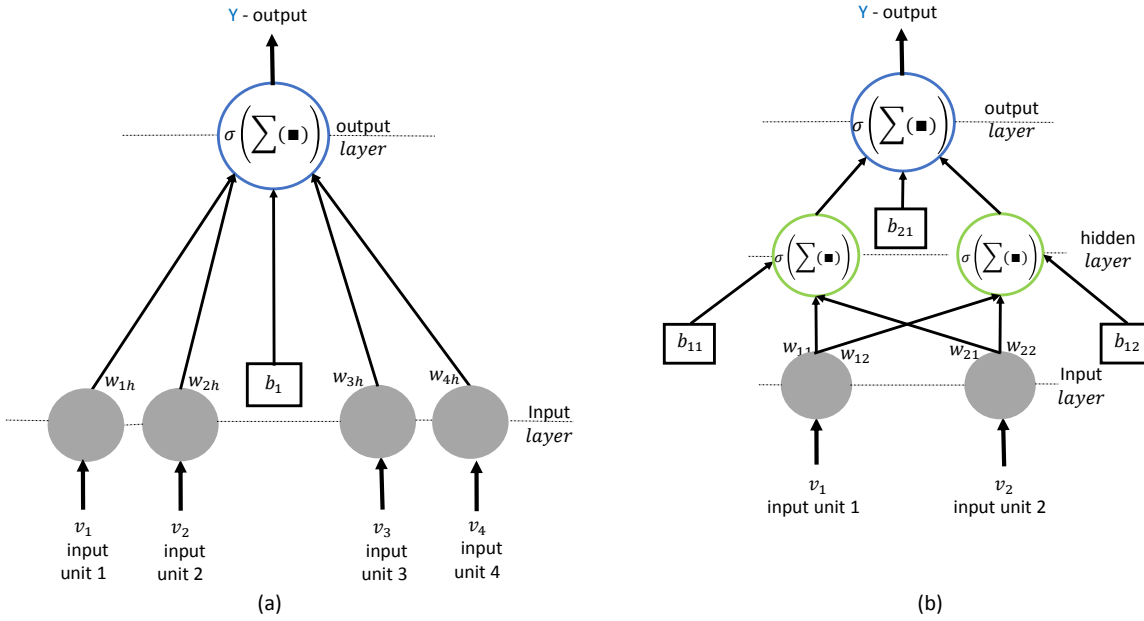 Y - output
σ(∑(■))
output
layer
w₁ₕ
w₂ₕ
b₁
w₃ₕ
w₄ₕ
Input
layer
v₁
input
unit 1
v₂
input
unit 2
v₃
input
unit 3
v₄
input
unit 4
(a)
Y - output
σ(∑(■))
output
layer
b₂₁
σ(∑(■))
σ(∑(■))
hidden
layer
b₁₁
b₁₂
w₁₁
w₁₂
w₂₁
w₂₂
Input
layer
v₁
input unit 1
v₂
input unit 2
(b)